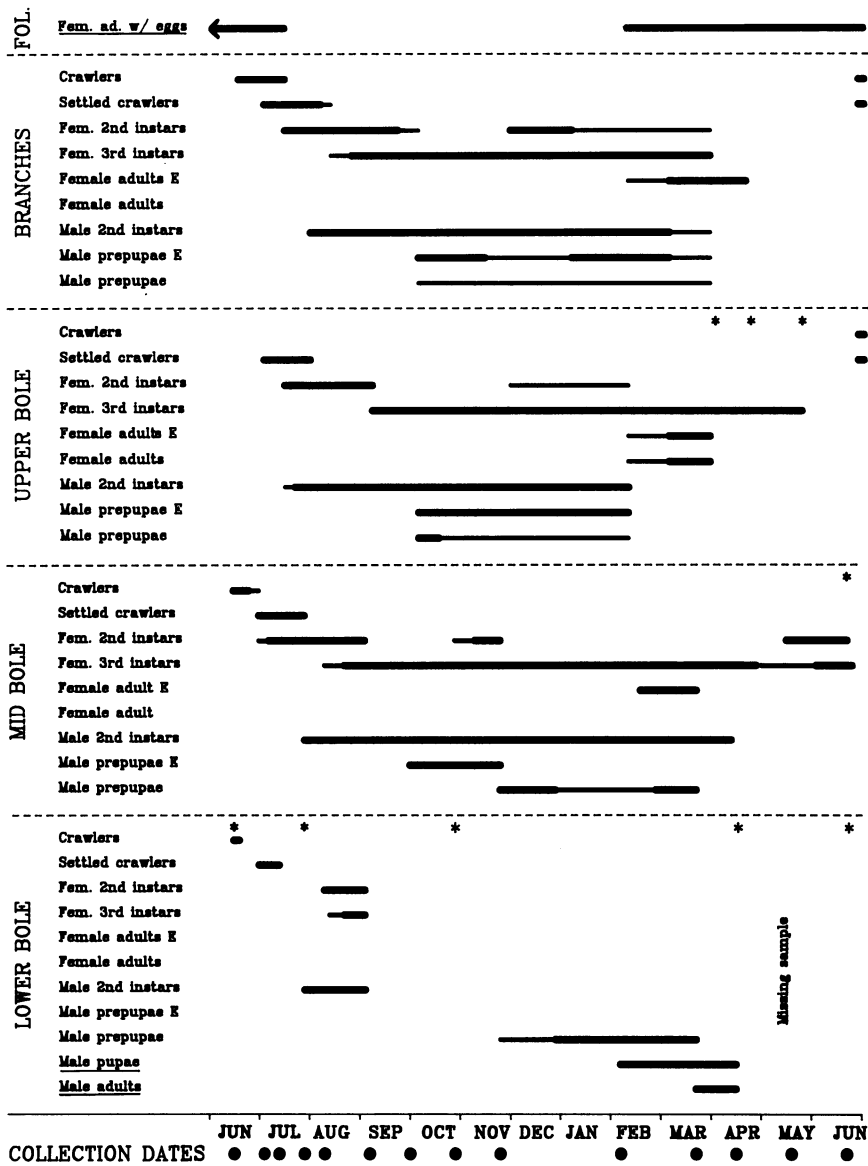 FOL.
Fem. ad. w/ eggs
BRANCHES
Crawlers
Settled crawlers
Fem. 2nd instars
Fem. 3rd instars
Female adults E
Female adults
Male 2nd instars
Male prepupae E
Male prepupae
UPPER BOLE
* * *
Crawlers
Settled crawlers
Fem. 2nd instars
Fem. 3rd instars
Female adults E
Female adults
Male 2nd instars
Male prepupae E
Male prepupae
MID BOLE
*
Crawlers
Settled crawlers
Fem. 2nd instars
Fem. 3rd instars
Female adult E
Female adult
Male 2nd instars
Male prepupae E
Male prepupae
LOWER BOLE
* * * * *
Crawlers
Settled crawlers
Fem. 2nd instars
Fem. 3rd instars
Female adults E
Female adults
Male 2nd instars
Male prepupae E
Male prepupae
Male pupae
Male adults
Missing sample
JUN JUL AUG SEP OCT NOV DEC JAN FEB MAR APR MAY JUN
COLLECTION DATES